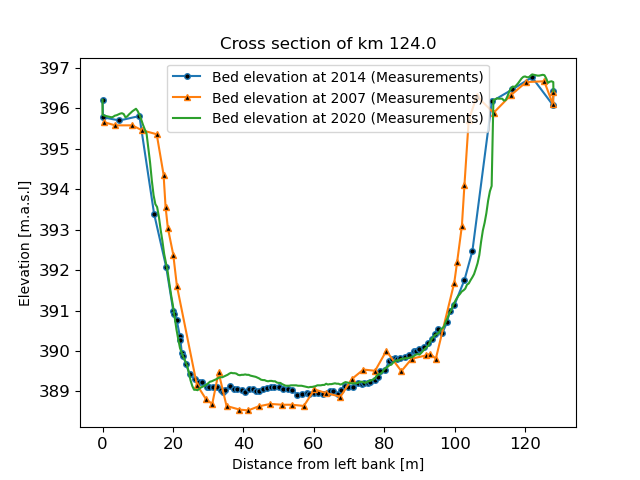 Cross section of km 124.0
Bed elevation at 2014 (Measurements)
Bed elevation at 2007 (Measurements)
Bed elevation at 2020 (Measurements)
Elevation [m.a.s.l]
397
396
395
394
393
392
391
390
389
0 20 40 60 80 100 120
Distance from left bank [m]